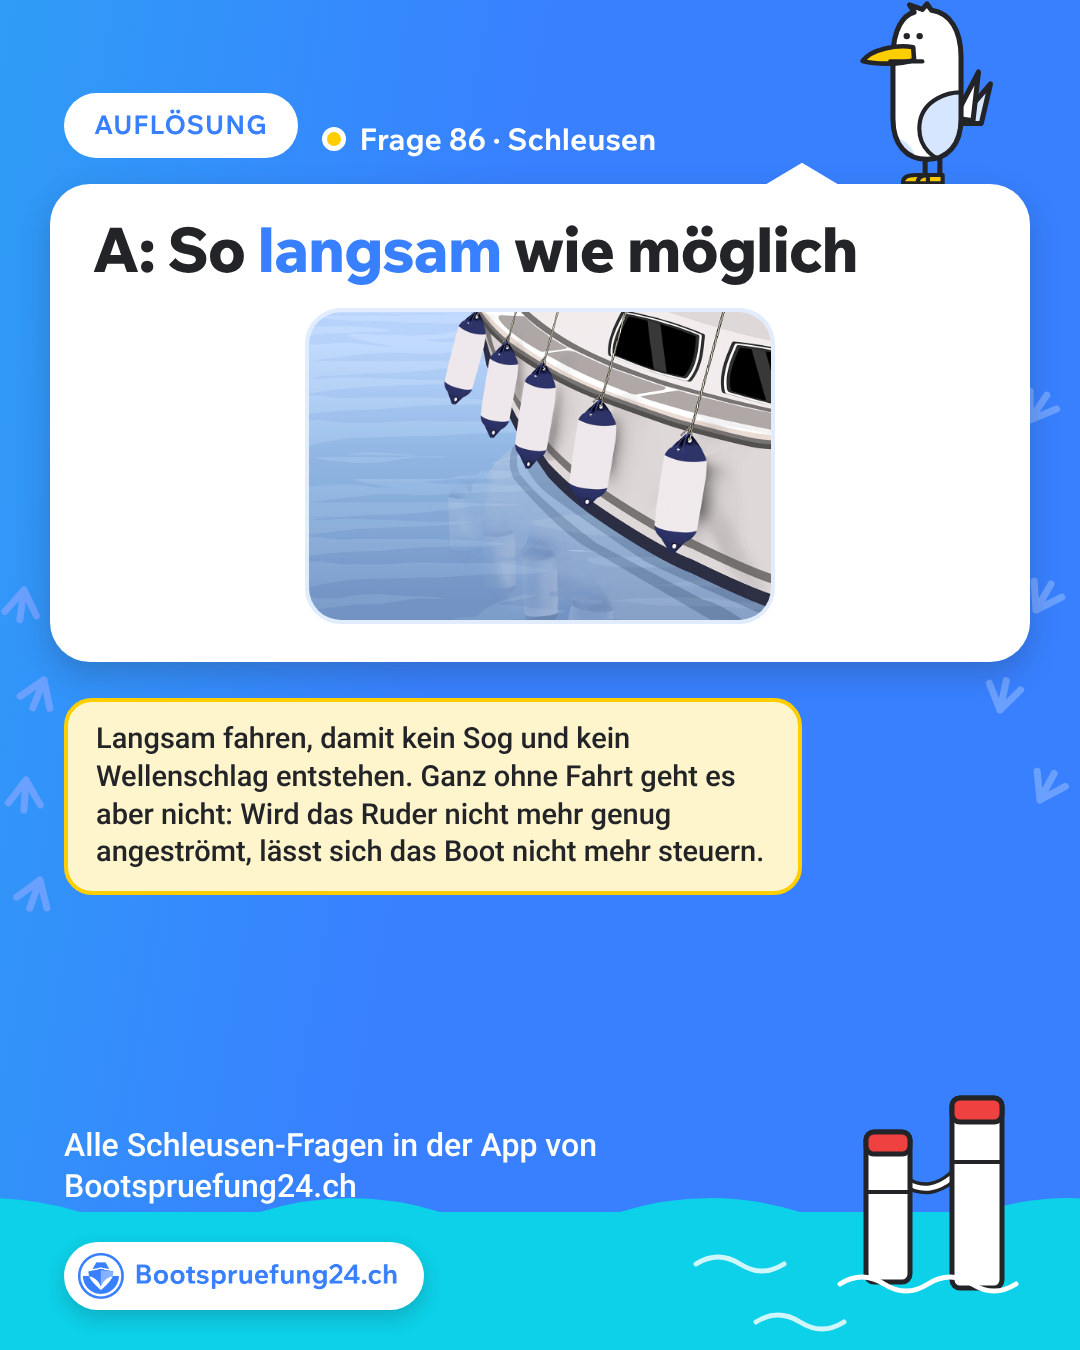 AUFLÖSUNG
Frage 86 · Schleusen
A: So langsam wie möglich
Langsam fahren, damit kein Sog und kein
Wellenschlag entstehen. Ganz ohne Fahrt geht es
aber nicht: Wird das Ruder nicht mehr genug
angeströmt, lässt sich das Boot nicht mehr steuern.
Alle Schleusen-Fragen in der App von
Bootspruefung24.ch
Bootspruefung24.ch